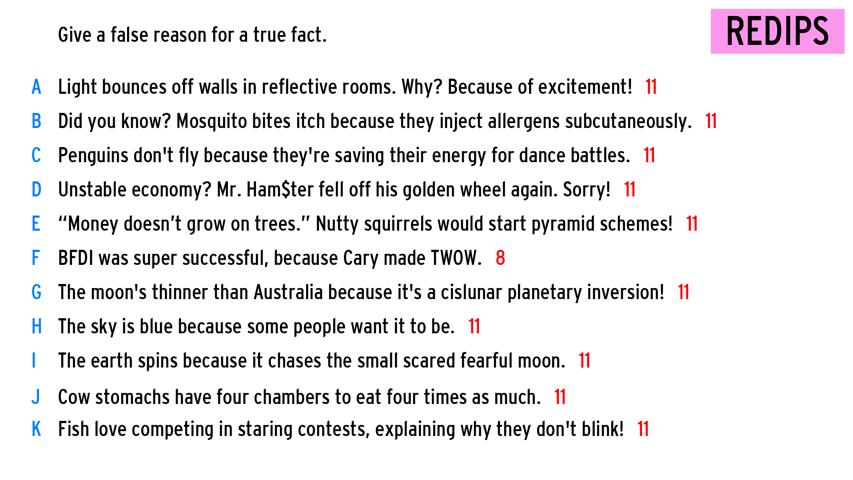 Give a false reason for a true fact.
REDIPS
A Light bounces off walls in reflective rooms. Why? Because of excitement! 11
B Did you know? Mosquito bites itch because they inject allergens subcutaneously. 11
C Penguins don't fly because they're saving their energy for dance battles. 11
D Unstable economy? Mr. Ham$ter fell off his golden wheel again. Sorry! 11
E “Money doesn’t grow on trees.” Nutty squirrels would start pyramid schemes! 11
F BFDI was super successful, because Cary made TWOW. 8
G The moon's thinner than Australia because it's a cislunar planetary inversion! 11
H The sky is blue because some people want it to be. 11
I The earth spins because it chases the small scared fearful moon. 11
J Cow stomachs have four chambers to eat four times as much. 11
K Fish love competing in staring contests, explaining why they don't blink! 11